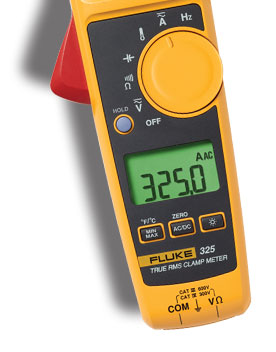 A
Hz
Ω
HOLD
V
OFF
A AC
325.0
°F/°C
ZERO
MIN
MAX
AC/DC
FLUKE 325
TRUE RMS CLAMP METER
CAT III 600V
CAT IV 300V
COM
VΩ